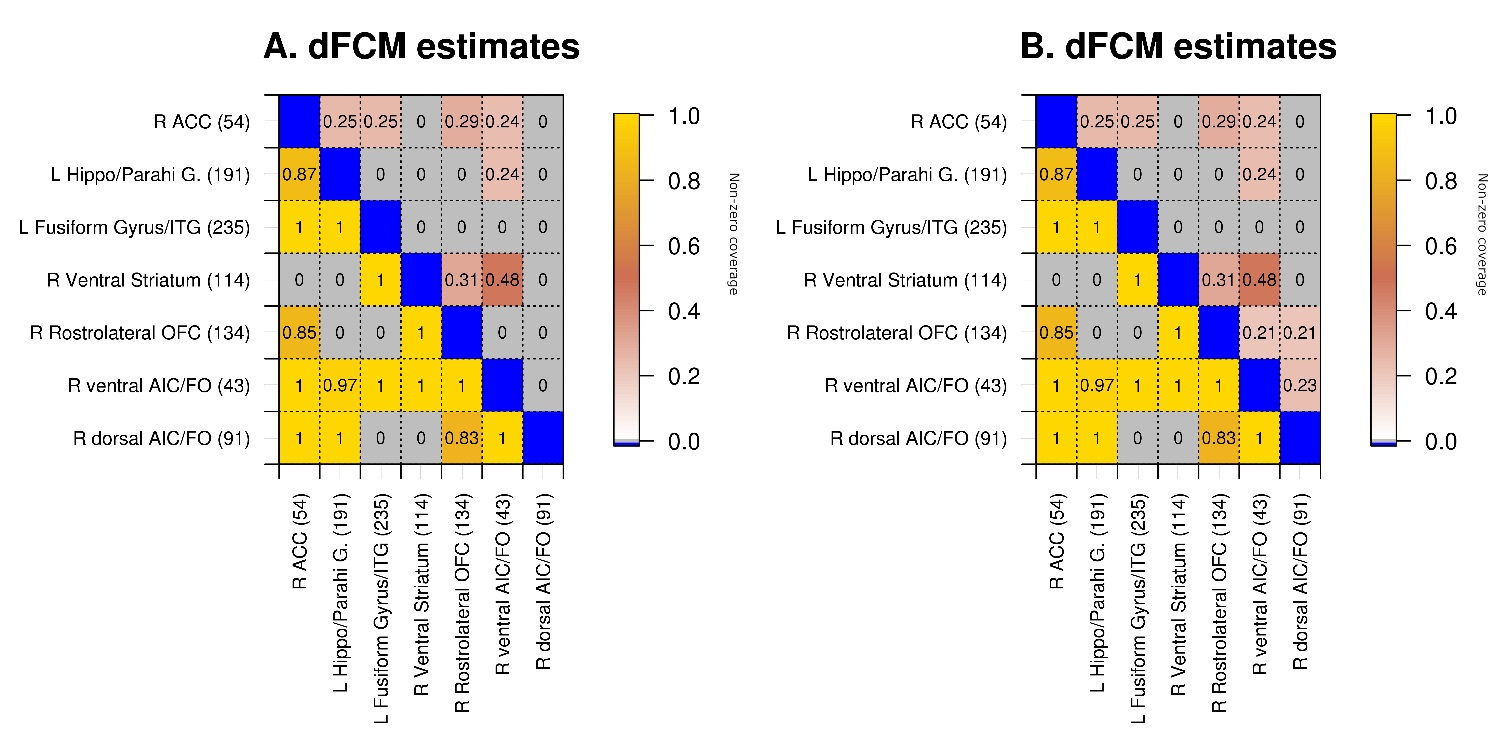 A. dFCM estimates
R ACC (54) 0.25 0.25 0 0.29 0.24 0
L Hippo/Parahi G. (191) 0.87 0 0 0 0.24 0
L Fusiform Gyrus/ITG (235) 1 1 0 0 0 0
R Ventral Striatum (114) 0 0 1 0.31 0.48 0
R Rostrolateral OFC (134) 0.85 0 0 1 0 0
R ventral AIC/FO (43) 1 0.97 1 1 1 0
R dorsal AIC/FO (91) 1 1 0 0 0.83 1
R ACC (54)
L Hippo/Parahi G. (191)
L Fusiform Gyrus/ITG (235)
R Ventral Striatum (114)
R Rostrolateral OFC (134)
R ventral AIC/FO (43)
R dorsal AIC/FO (91)
1.0
0.8
0.6
0.4
0.2
0.0
Non-zero coverage
B. dFCM estimates
R ACC (54) 0.25 0.25 0 0.29 0.24 0
L Hippo/Parahi G. (191) 0.87 0 0 0 0.24 0
L Fusiform Gyrus/ITG (235) 1 1 0 0 0 0
R Ventral Striatum (114) 0 0 1 0.31 0.48 0
R Rostrolateral OFC (134) 0.85 0 0 1 0.21 0.21
R ventral AIC/FO (43) 1 0.97 1 1 1 0.23
R dorsal AIC/FO (91) 1 1 0 0 0.83 1
R ACC (54)
L Hippo/Parahi G. (191)
L Fusiform Gyrus/ITG (235)
R Ventral Striatum (114)
R Rostrolateral OFC (134)
R ventral AIC/FO (43)
R dorsal AIC/FO (91)
1.0
0.8
0.6
0.4
0.2
0.0
Non-zero coverage